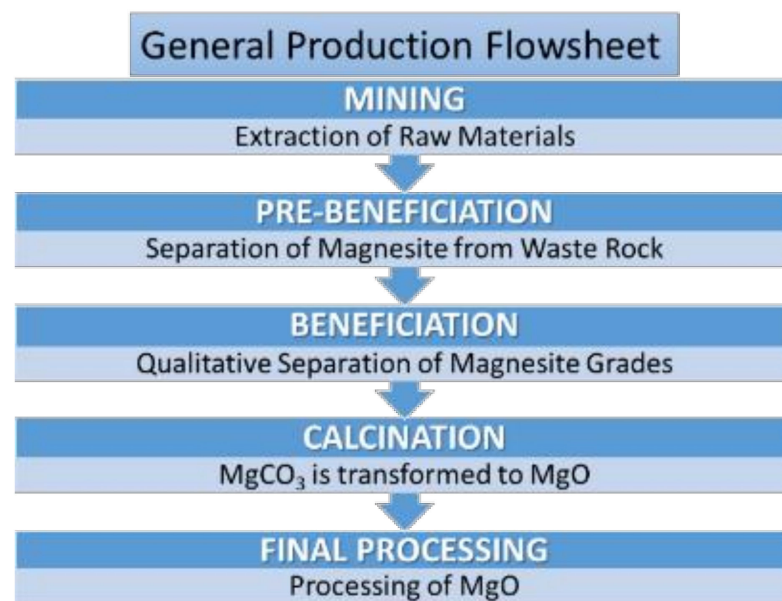 General Production Flowsheet
MINING
Extraction of Raw Materials
PRE-BENEFICIATION
Separation of Magnesite from Waste Rock
BENEFICIATION
Qualitative Separation of Magnesite Grades
CALCINATION
MgCO₃ is transformed to MgO
FINAL PROCESSING
Processing of MgO